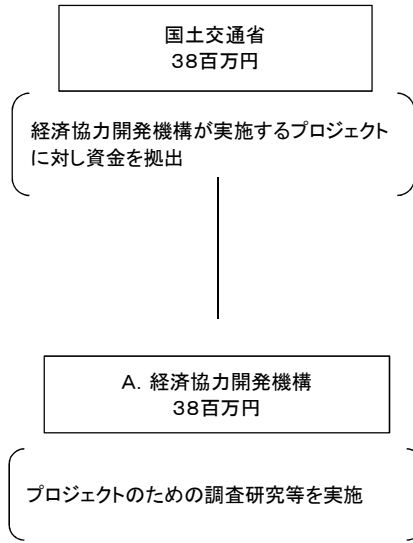 国土交通省
38百万円
経済協力開発機構が実施するプロジェクト
に対し資金を拠出
A. 経済協力開発機構
38百万円
プロジェクトのための調査研究等を実施